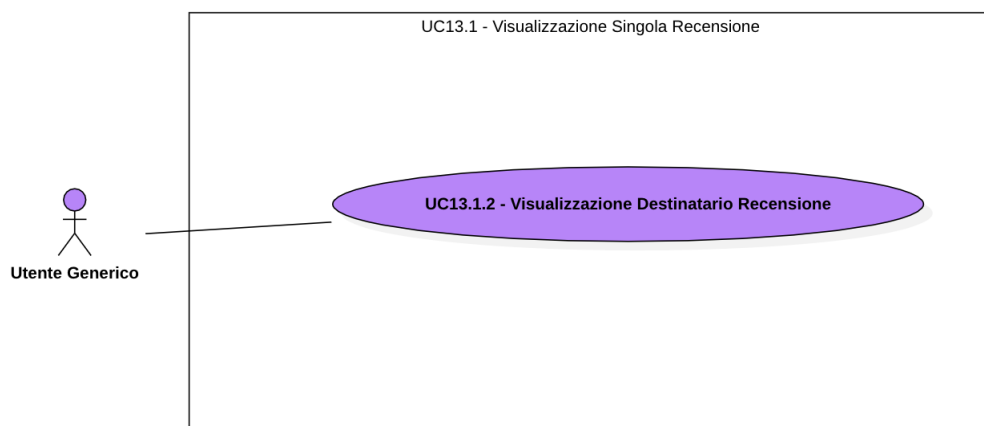 UC13.1 - Visualizzazione Singola Recensione
UC13.1.2 - Visualizzazione Destinatario Recensione
Utente Generico